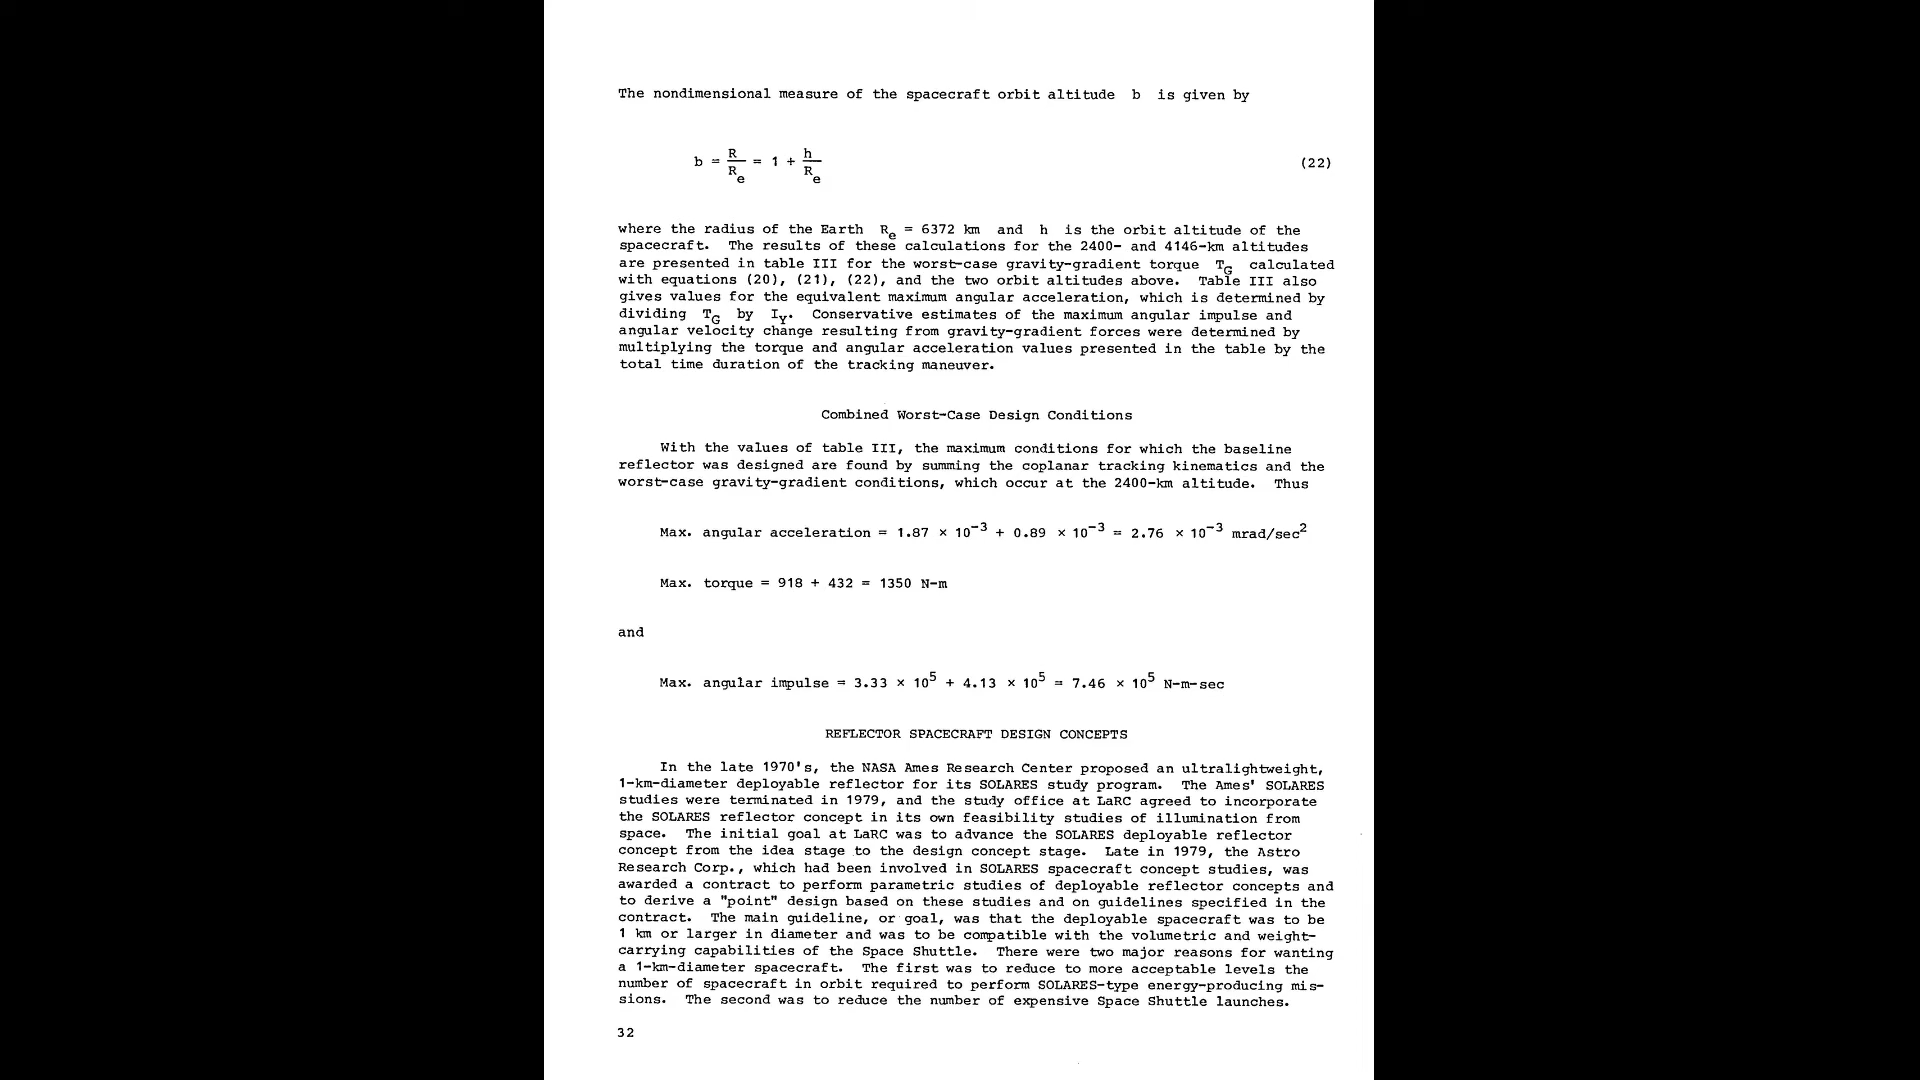 The nondimensional measure of the spacecraft orbit altitude b is given by
b = R/R_e = 1 + h/R_e (22)
where the radius of the Earth R_e = 6372 km and h is the orbit altitude of the
spacecraft. The results of these calculations for the 2400- and 4146-km altitudes
are presented in table III for the worst-case gravity-gradient torque T_G calculated
with equations (20), (21), (22), and the two orbit altitudes above. Table III also
gives values for the equivalent maximum angular acceleration, which is determined by
dividing T_G by I_Y. Conservative estimates of the maximum angular impulse and
angular velocity change resulting from gravity-gradient forces were determined by
multiplying the torque and angular acceleration values presented in the table by the
total time duration of the tracking maneuver.
Combined Worst-Case Design Conditions
With the values of table III, the maximum conditions for which the baseline
reflector was designed are found by summing the coplanar tracking kinematics and the
worst-case gravity-gradient conditions, which occur at the 2400-km altitude. Thus
Max. angular acceleration = 1.87 × 10^-3 + 0.89 × 10^-3 = 2.76 × 10^-3 mrad/sec^2
Max. torque = 918 + 432 = 1350 N-m
and
Max. angular impulse = 3.33 × 10^5 + 4.13 × 10^5 = 7.46 × 10^5 N-m-sec
REFLECTOR SPACECRAFT DESIGN CONCEPTS
In the late 1970's, the NASA Ames Research Center proposed an ultralightweight,
1-km-diameter deployable reflector for its SOLARES study program. The Ames' SOLARES
studies were terminated in 1979, and the study office at LaRC agreed to incorporate
the SOLARES reflector concept in its own feasibility studies of illumination from
space. The initial goal at LaRC was to advance the SOLARES deployable reflector
concept from the idea stage to the design concept stage. Late in 1979, the Astro
Research Corp., which had been involved in SOLARES spacecraft concept studies, was
awarded a contract to perform parametric studies of deployable reflector concepts and
to derive a "point" design based on these studies and on guidelines specified in the
contract. The main guideline, or goal, was that the deployable spacecraft was to be
1 km or larger in diameter and was to be compatible with the volumetric and weight-
carrying capabilities of the Space Shuttle. There were two major reasons for wanting
a 1-km-diameter spacecraft. The first was to reduce to more acceptable levels the
number of spacecraft in orbit required to perform SOLARES-type energy-producing mis-
sions. The second was to reduce the number of expensive Space Shuttle launches.
32